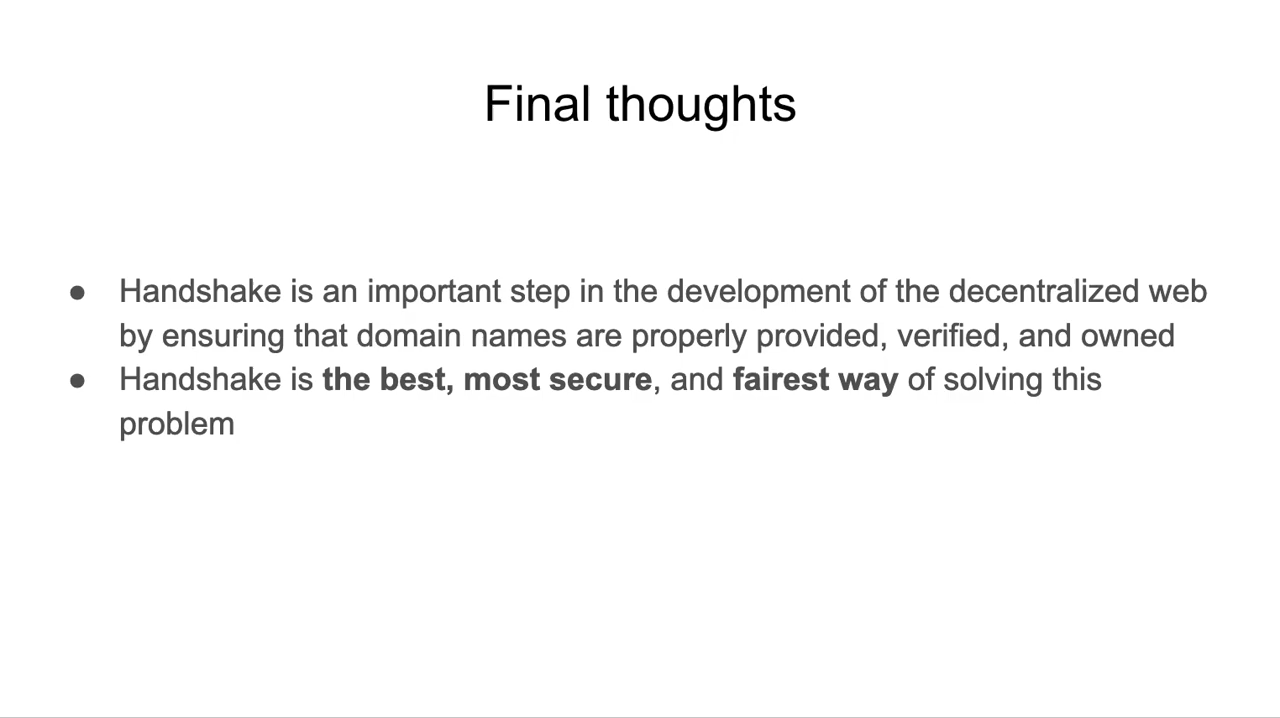 Final thoughts
● Handshake is an important step in the development of the decentralized web
by ensuring that domain names are properly provided, verified, and owned
● Handshake is the best, most secure, and fairest way of solving this
problem